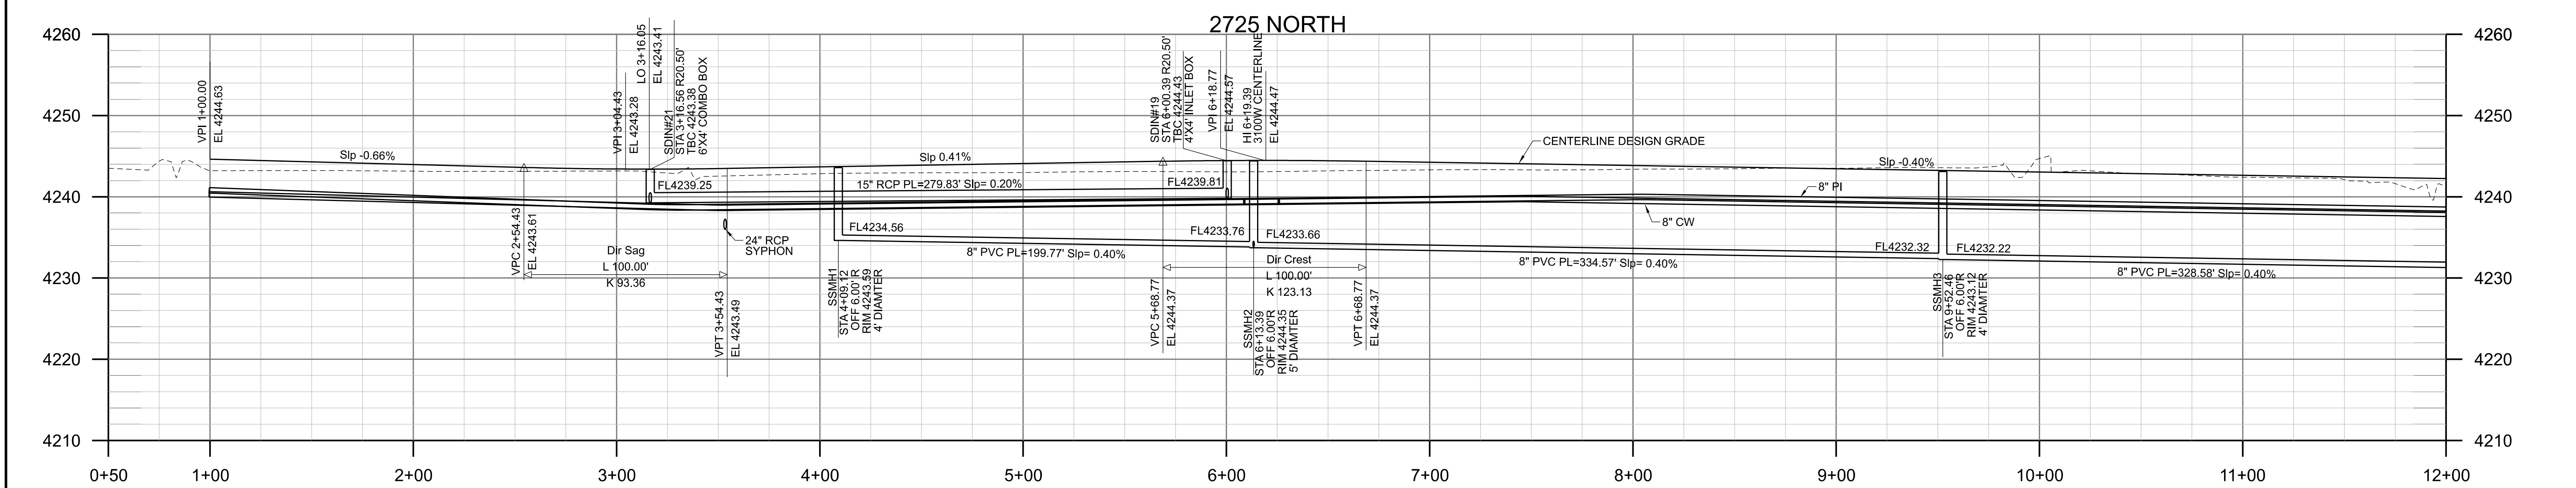 2725 NORTH
4260
4250
4240
4230
4220
4210
VPI 1+00.00
EL 4244.63
Slp -0.66%
VPC 2+54.43
EL 4243.61
Dir Sag
L 100.00'
K 93.36
VPI 3+04.43
EL 4243.28
LO 3+16.05
EL 4243.41
SDIN#21
STA 3+16.56 R20.50'
TBC 4243.38
6'X4' COMBO BOX
FL4239.25
15" RCP PL=279.83' Slp= 0.20%
FL4239.81
24" RCP
SYPHON
VPT 3+54.43
EL 4243.49
Slp 0.41%
FL4234.56
SSMH1
STA 4+09.12
OFF 6.00'R
RIM 4243.59
4' DIAMTER
8" PVC PL=199.77' Slp= 0.40%
FL4233.76
SDIN#19
STA 6+00.39 R20.50'
TBC 4244.43
4'X4' INLET BOX
VPI 6+18.77
EL 4244.57
HI 6+19.39
3100W CENTERLINE
EL 4244.47
FL4233.66
VPC 5+68.77
EL 4244.37
Dir Crest
L 100.00'
K 123.13
SSMH2
STA 6+13.39
OFF 6.00'R
RIM 4244.35
5' DIAMTER
VPT 6+68.77
EL 4244.37
CENTERLINE DESIGN GRADE
8" PVC PL=334.57' Slp= 0.40%
8" CW
8" PI
Slp -0.40%
FL4232.32
FL4232.22
SSMH3
STA 9+52.46
OFF 6.00'R
RIM 4243.12
4' DIAMTER
8" PVC PL=328.58' Slp= 0.40%
4260
4250
4240
4230
4220
4210
0+50
1+00
2+00
3+00
4+00
5+00
6+00
7+00
8+00
9+00
10+00
11+00
12+00